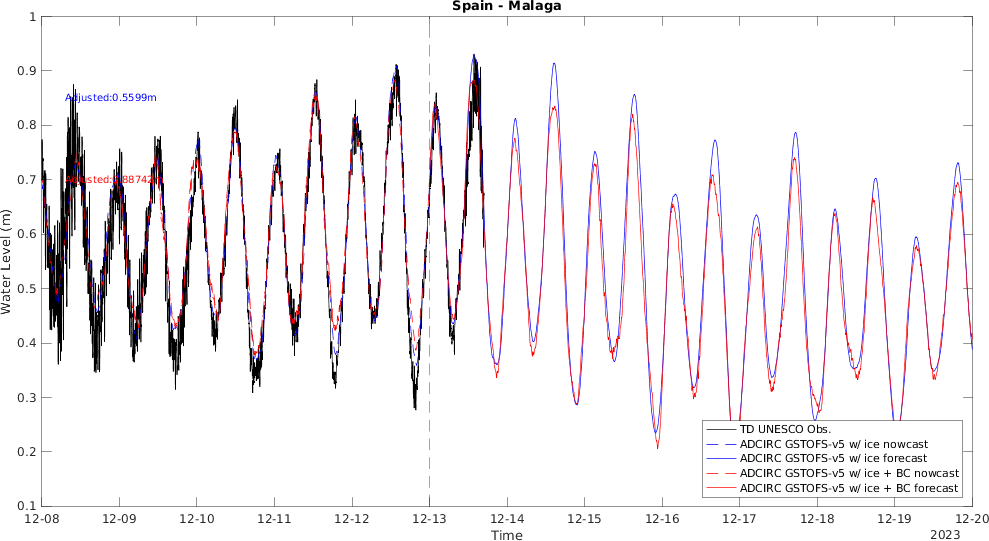 Spain - Malaga
1
0.9
0.8
0.7
0.6
0.5
0.4
0.3
0.2
0.1
Water Level (m)
Adjusted:0.5599m
TD UNESCO Obs.
ADCIRC GSTOFS-v5 w/ ice nowcast
ADCIRC GSTOFS-v5 w/ ice forecast
ADCIRC GSTOFS-v5 w/ ice + BC nowcast
ADCIRC GSTOFS-v5 w/ ice + BC forecast
12-08 12-09 12-10 12-11 12-12 12-13 12-14 12-15 12-16 12-17 12-18 12-19 12-20
Time
2023